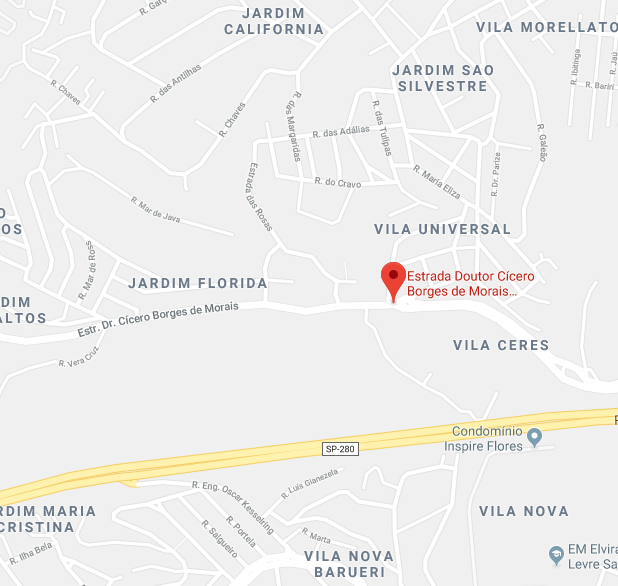 JARDIM
CALIFORNIA
VILA MORELLATO
R. Garç
R. das Antilhas
R. Chaves
R. Chaves
JARDIM SAO
SILVESTRE
R. Ibitinga
R. Jaú
R. Bariri
R. das Margaridas
R. das Adálias
R. das Tulipas
R. Galeão
R. Dr. Parize
R. Maria Eliza
R. do Cravo
Estrada das Rosas
R. Mar de Java
O
OS
VILA UNIVERSAL
R. Mar de Ross
JARDIM FLORIDA
Estrada Doutor Cícero
Borges de Morais...
DIM
ALTOS
Estr. Dr. Cícero Borges de Morais
VILA CERES
R. Vera Cruz
Condomínio
Inspire Flores
SP-280
R. Luis Gianezela
R. Eng. Oscar Kesselring
RDIM MARIA
CRISTINA
R. Portela
R. Salgueiro
R. Marta
VILA NOVA
R. Ilha Bela
VILA NOVA
BARUERI
EM Elvira
Levre Sa